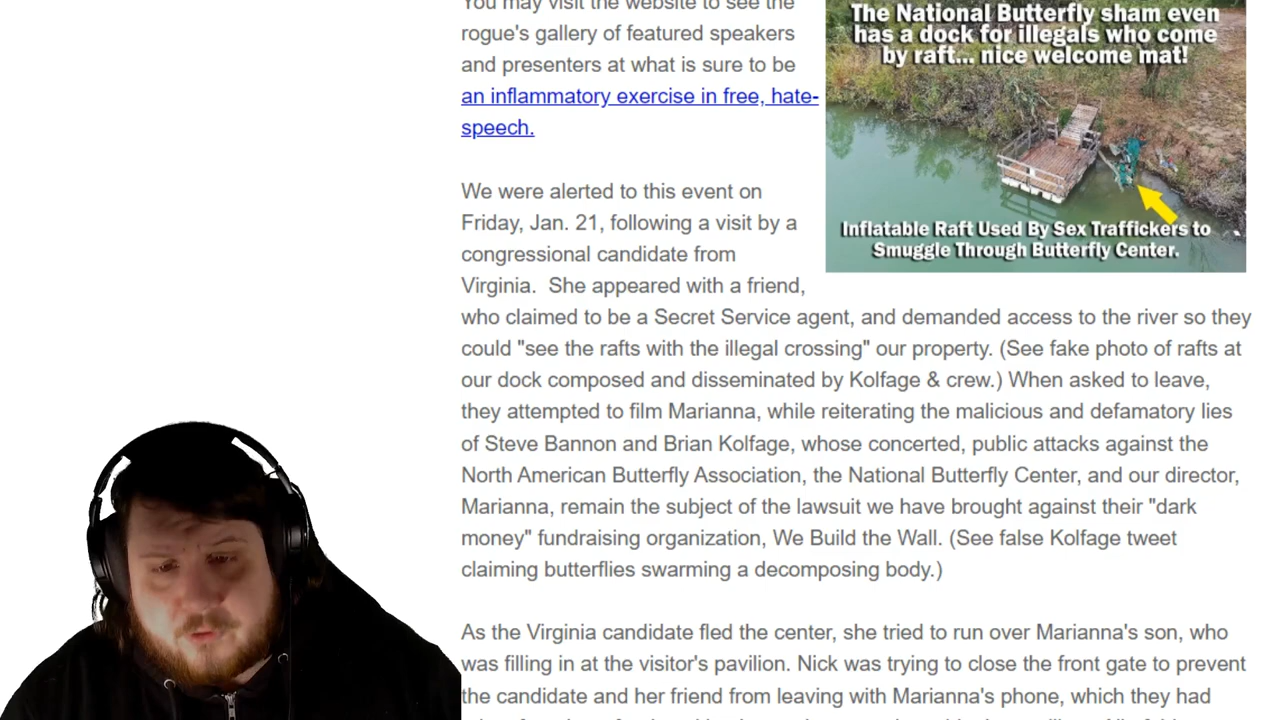 You may visit the website to see the
rogue's gallery of featured speakers
and presenters at what is sure to be
an inflammatory exercise in free, hate-
speech.
The National Butterfly sham even
has a dock for illegals who come
by raft... nice welcome mat!
Inflatable Raft Used By Sex Traffickers to
Smuggle Through Butterfly Center.
We were alerted to this event on
Friday, Jan. 21, following a visit by a
congressional candidate from
Virginia.  She appeared with a friend,
who claimed to be a Secret Service agent, and demanded access to the river so they
could "see the rafts with the illegal crossing" our property. (See fake photo of rafts at
our dock composed and disseminated by Kolfage & crew.) When asked to leave,
they attempted to film Marianna, while reiterating the malicious and defamatory lies
of Steve Bannon and Brian Kolfage, whose concerted, public attacks against the
North American Butterfly Association, the National Butterfly Center, and our director,
Marianna, remain the subject of the lawsuit we have brought against their "dark
money" fundraising organization, We Build the Wall. (See false Kolfage tweet
claiming butterflies swarming a decomposing body.)
As the Virginia candidate fled the center, she tried to run over Marianna's son, who
was filling in at the visitor's pavilion. Nick was trying to close the front gate to prevent
the candidate and her friend from leaving with Marianna's phone, which they had